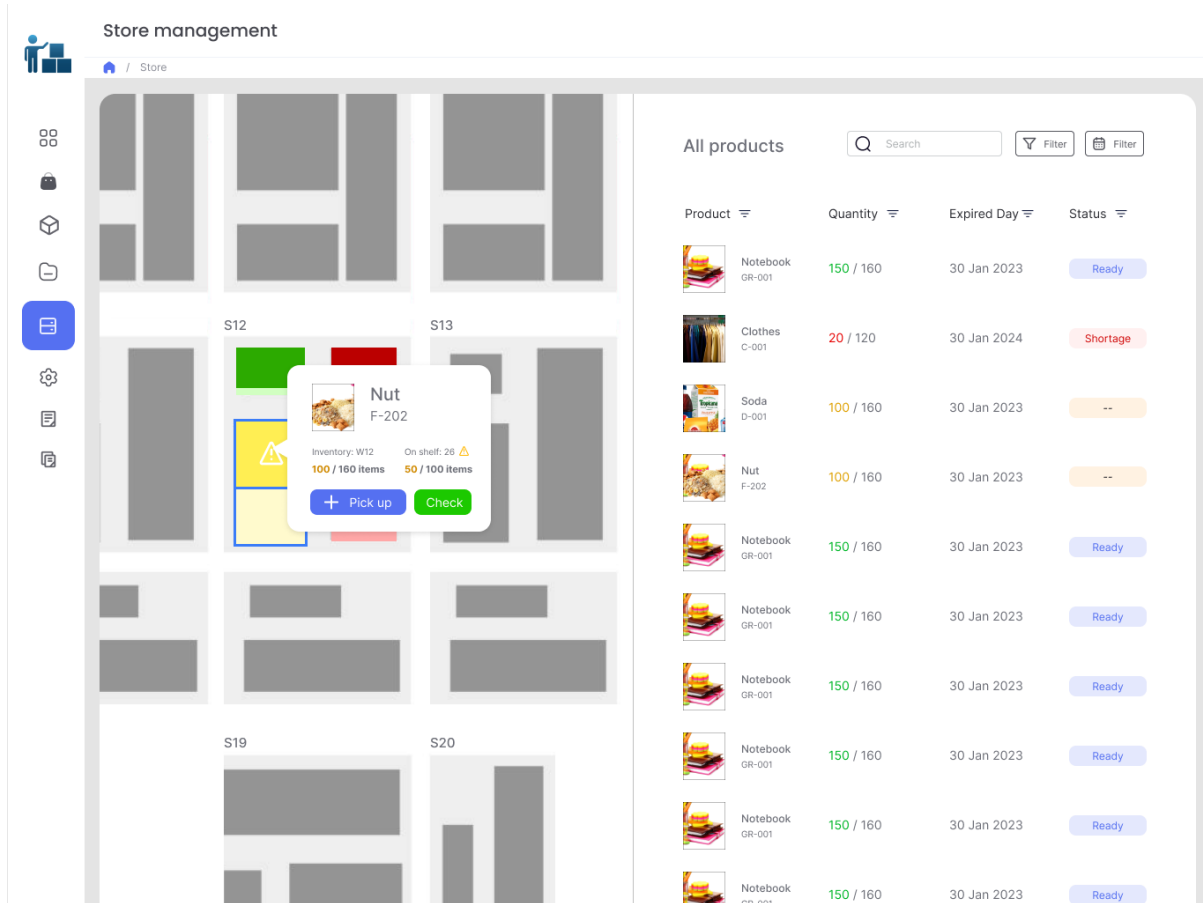 Store management
/ Store
S12
S13
Nut
F-202
Inventory: W12
On shelf: 26
100 / 160 items
50 / 100 items
Pick up
Check
S19
S20
All products
Search
Filter
Filter
Product
Quantity
Expired Day
Status
Notebook
GR-001
150 / 160
30 Jan 2023
Ready
Clothes
C-001
20 / 120
30 Jan 2024
Shortage
Soda
D-001
100 / 160
30 Jan 2023
--
Nut
F-202
100 / 160
30 Jan 2023
--
Notebook
GR-001
150 / 160
30 Jan 2023
Ready
Notebook
GR-001
150 / 160
30 Jan 2023
Ready
Notebook
GR-001
150 / 160
30 Jan 2023
Ready
Notebook
GR-001
150 / 160
30 Jan 2023
Ready
Notebook
GR-001
150 / 160
30 Jan 2023
Ready
Notebook
GR-001
150 / 160
30 Jan 2023
Ready